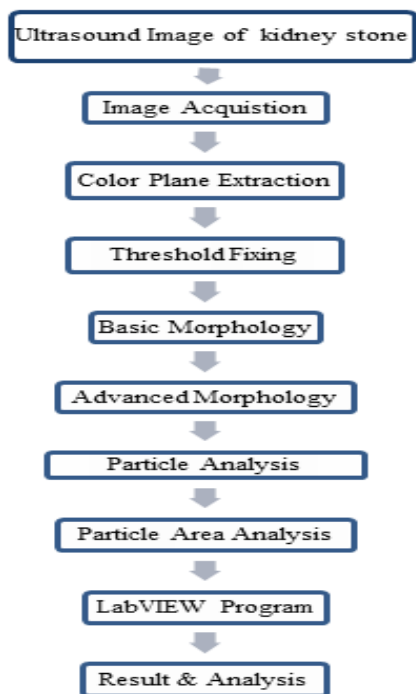 Ultrasound Image of kidney stone
Image Acquistion
Color Plane Extraction
Threshold Fixing
Basic Morphology
Advanced Morphology
Particle Analysis
Particle Area Analysis
LabVIEW Program
Result & Analysis